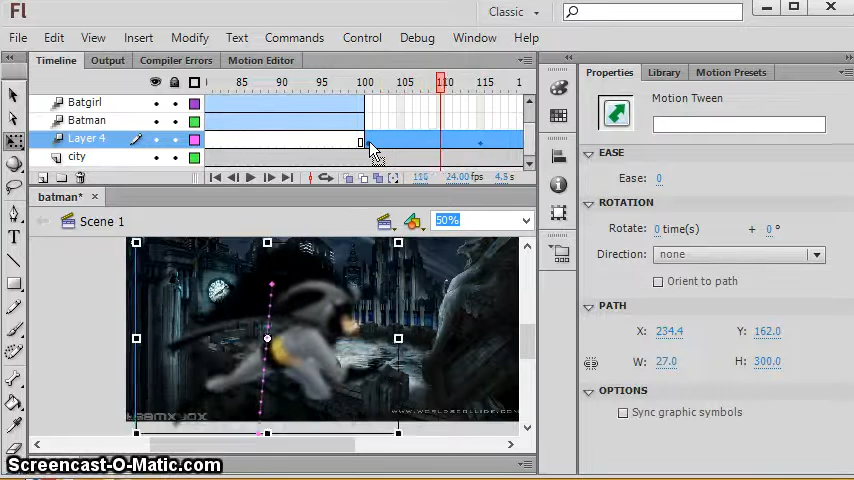 Fl
Classic
File Edit View Insert Modify Text Commands Control Debug Window Help
Timeline Output Compiler Errors Motion Editor
Properties Library Motion Presets
85 90 95 100 105 110 115 1
Motion Tween
Batgirl
Batman
Layer 4
city
EASE
Ease: 0
110 24.00 fps 4.5 s
batman* ×
ROTATION
Scene 1
50%
Rotate: 0 time(s) + 0 °
Direction: none
Orient to path
PATH
X: 234.4 Y: 162.0
W: 27.0 H: 300.0
OPTIONS
Sync graphic symbols
Screencast-O-Matic.com